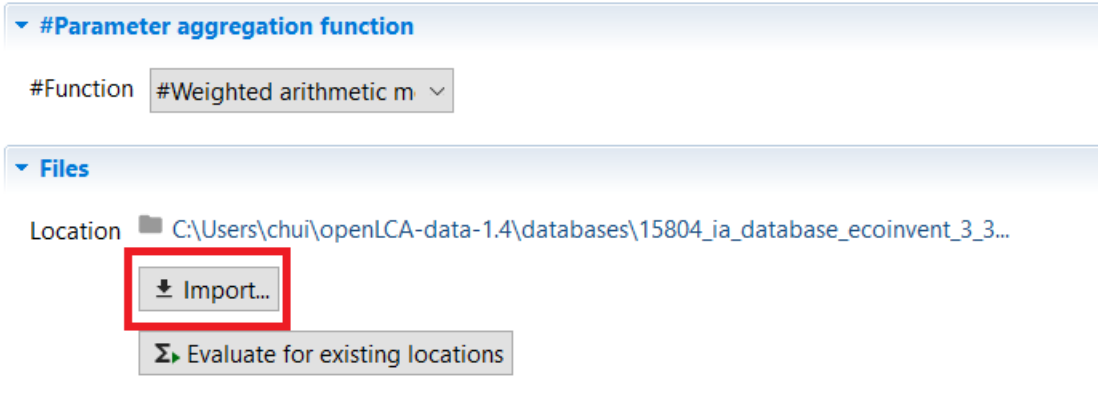 #Parameter aggregation function
#Function #Weighted arithmetic m
Files
Location C:\Users\chui\openLCA-data-1.4\databases\15804_ia_database_ecoinvent_3_3...
Import...
Evaluate for existing locations